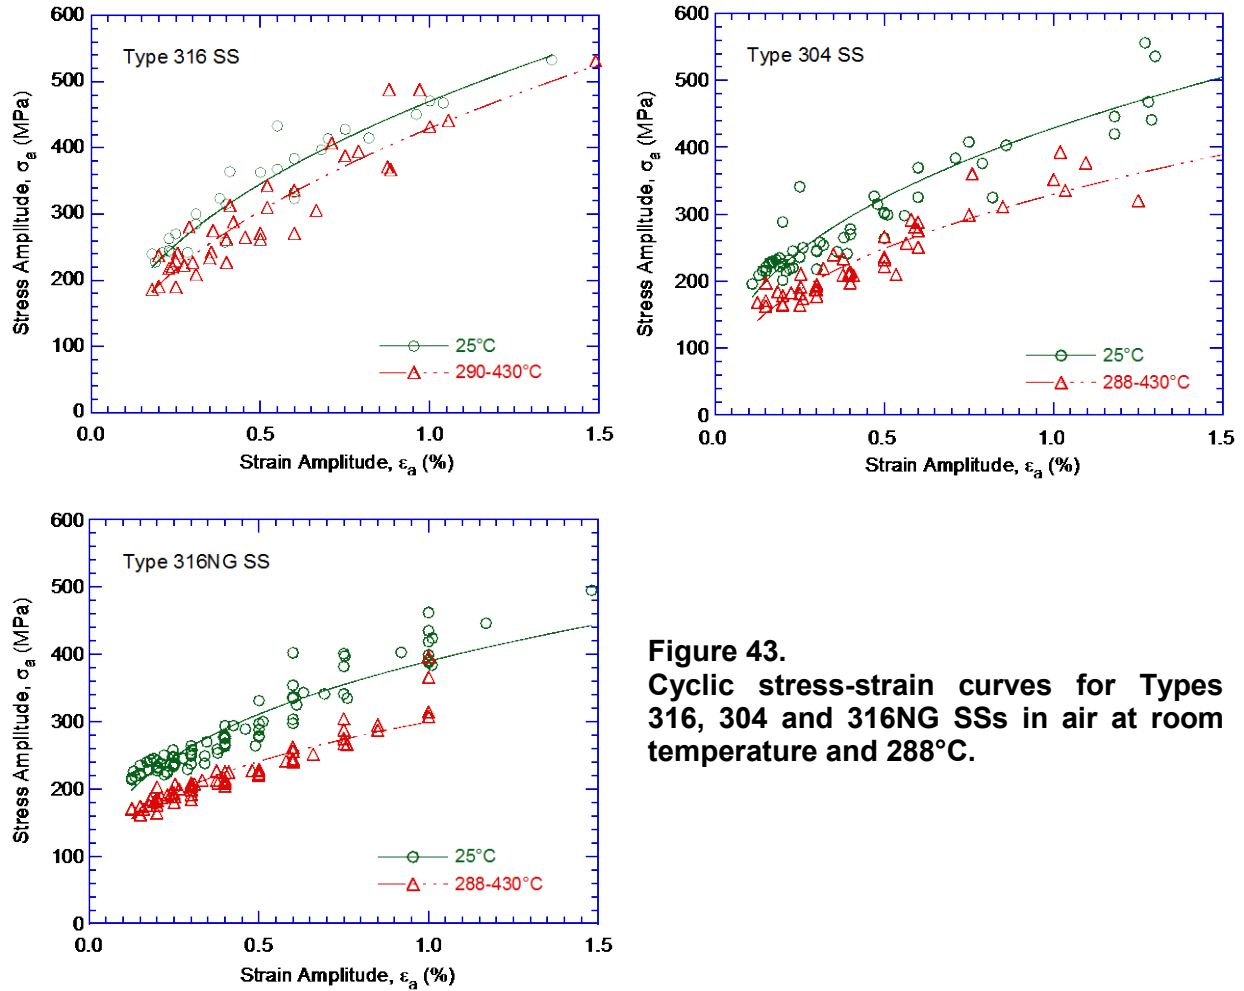 600
500
400
300
200
100
0
Stress Amplitude, σa (MPa)
Type 316 SS
25°C
290-430°C
0.0 0.5 1.0 1.5
Strain Amplitude, εa (%)
600
500
400
300
200
100
0
Stress Amplitude, σa (MPa)
Type 304 SS
25°C
288-430°C
0.0 0.5 1.0 1.5
Strain Amplitude, εa (%)
600
500
400
300
200
100
0
Stress Amplitude, σa (MPa)
Type 316NG SS
25°C
288-430°C
0.0 0.5 1.0 1.5
Strain Amplitude, εa (%)
Figure 43.
Cyclic stress-strain curves for Types
316, 304 and 316NG SSs in air at room
temperature and 288°C.